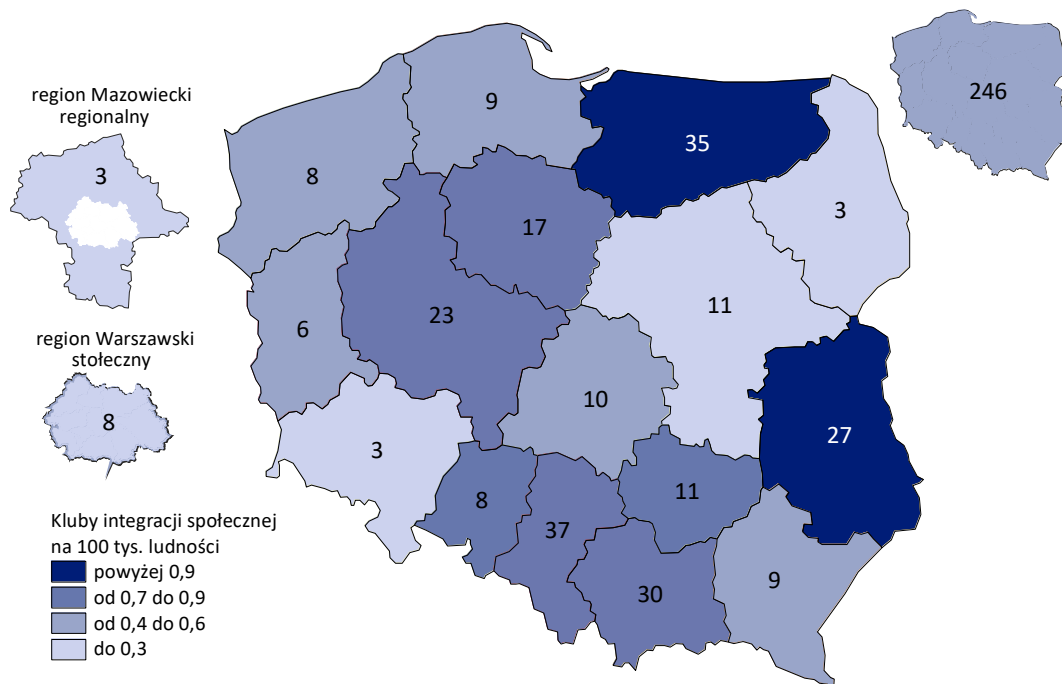 region Mazowiecki
regionalny
3
region Warszawski
stołeczny
8
Kluby integracji społecznej
na 100 tys. ludności
powyżej 0,9
od 0,7 do 0,9
od 0,4 do 0,6
do 0,3
8
9
35
3
17
6
23
11
10
27
3
8
37
11
30
9
246